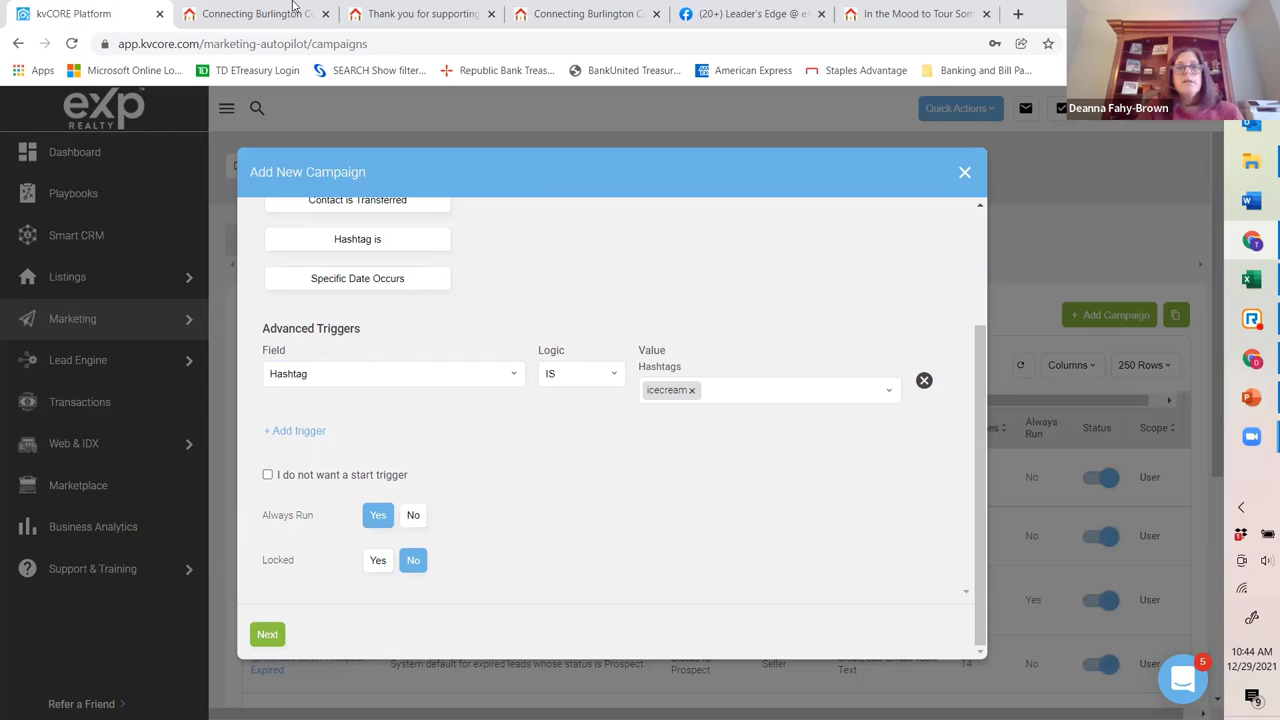 kvCORE Platform
Connecting Burlington Co
Thank you for supporting
Connecting Burlington C
(20+) Leader's Edge @ e
In the Mood to Tour Som
app.kvcore.com/marketing-autopilot/campaigns
Apps
Microsoft Online Lo...
TD ETreasury Login
SEARCH Show filter...
Republic Bank Treas...
BankUnited Treasur...
American Express
Staples Advantage
Banking and Bill Pa...
Deanna Fahy-Brown
eXp
REALTY
Quick Actions
Dashboard
Playbooks
Smart CRM
Listings
Marketing
Lead Engine
Transactions
Web & IDX
Marketplace
Business Analytics
Support & Training
Refer a Friend
Add New Campaign
Contact is Transferred
Hashtag is
Specific Date Occurs
Advanced Triggers
Field
Logic
Value
Hashtags
Hashtag
IS
icecream
+ Add trigger
I do not want a start trigger
Always Run
Yes
No
Locked
Yes
No
Next
+ Add Campaign
Columns
250 Rows
Always
Run
Status
Scope
No
User
No
User
Yes
User
Expired
System default for expired leads whose status is Prospect.
Prospect
Seller
Text
14
No
User
5
10:44 AM
12/29/2021
9